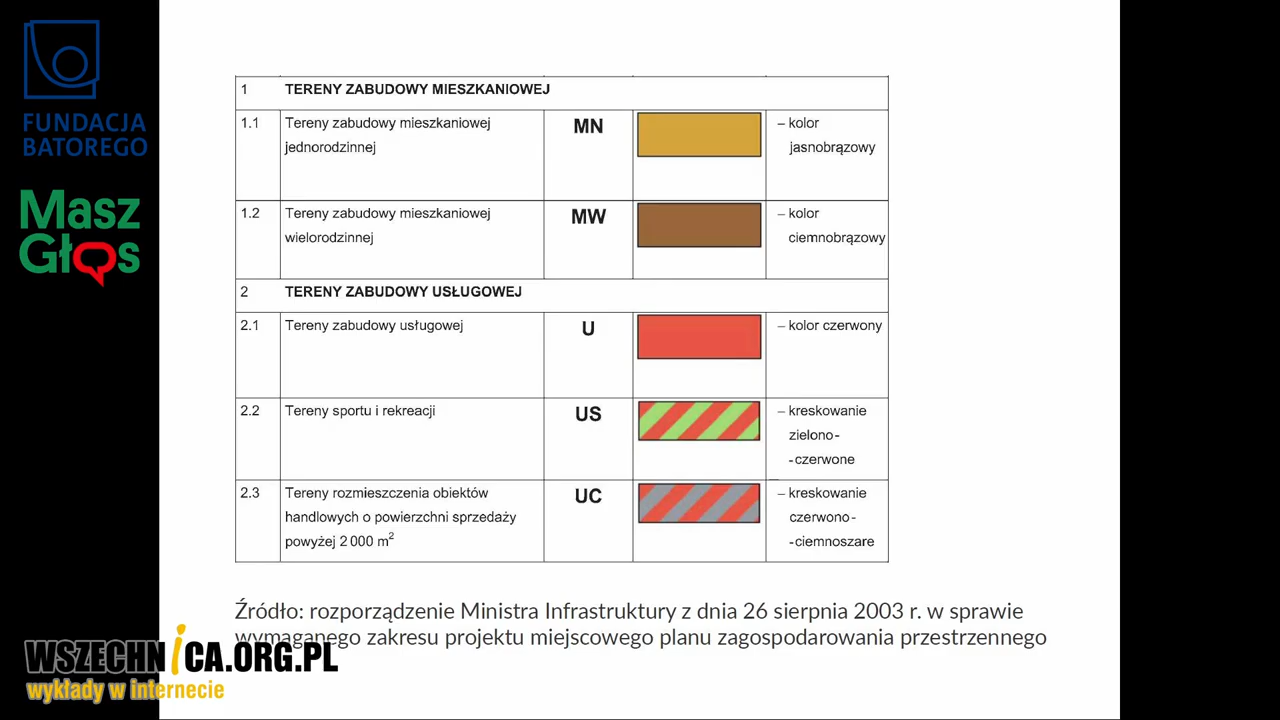 FUNDACJA
BATOREGO
Masz
Głos
1 TERENY ZABUDOWY MIESZKANIOWEJ
1.1 Tereny zabudowy mieszkaniowej jednorodzinnej MN – kolor jasnobrązowy
1.2 Tereny zabudowy mieszkaniowej wielorodzinnej MW – kolor ciemnobrązowy
2 TERENY ZABUDOWY USŁUGOWEJ
2.1 Tereny zabudowy usługowej U – kolor czerwony
2.2 Tereny sportu i rekreacji US – kreskowanie zielono--czerwone
2.3 Tereny rozmieszczenia obiektów handlowych o powierzchni sprzedaży powyżej 2 000 m² UC – kreskowanie czerwono--ciemnoszare
Źródło: rozporządzenie Ministra Infrastruktury z dnia 26 sierpnia 2003 r. w sprawie
wymaganego zakresu projektu miejscowego planu zagospodarowania przestrzennego
WSZECHNICA.ORG.PL
wykłady w internecie